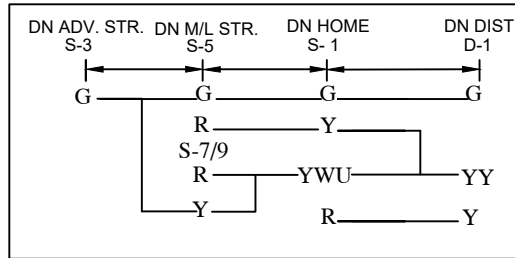 DN ADV. STR. DN M/L STR. DN HOME DN DIST
S-3 S-5 S- 1 D-1
G G G G
R Y
S-7/9
R YWU YY
Y
R Y